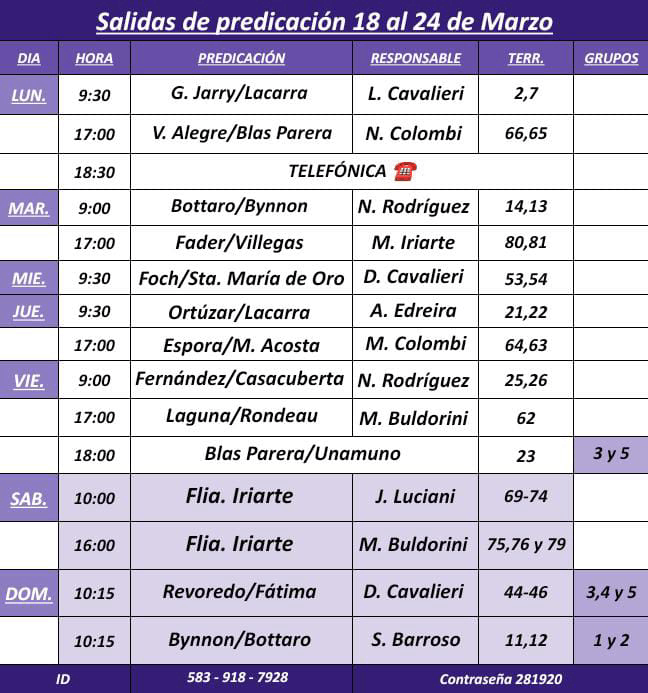 Salidas de predicación 18 al 24 de Marzo
DIA HORA PREDICACIÓN RESPONSABLE TERR. GRUPOS
LUN. 9:30 G. Jarry/Lacarra L. Cavalieri 2,7
17:00 V. Alegre/Blas Parera N. Colombi 66,65
18:30 TELEFÓNICA ☎️
MAR. 9:00 Bottaro/Bynnon N. Rodríguez 14,13
17:00 Fader/Villegas M. Iriarte 80,81
MIE. 9:30 Foch/Sta. María de Oro D. Cavalieri 53,54
JUE. 9:30 Ortúzar/Lacarra A. Edreira 21,22
17:00 Espora/M. Acosta M. Colombi 64,63
VIE. 9:00 Fernández/Casacuberta N. Rodríguez 25,26
17:00 Laguna/Rondeau M. Buldorini 62
18:00 Blas Parera/Unamuno 23 3 y 5
SAB. 10:00 Flia. Iriarte J. Luciani 69-74
16:00 Flia. Iriarte M. Buldorini 75,76 y 79
DOM. 10:15 Revoredo/Fátima D. Cavalieri 44-46 3,4 y 5
10:15 Bynnon/Bottaro S. Barroso 11,12 1 y 2
ID 583 - 918 - 7928 Contraseña 281920